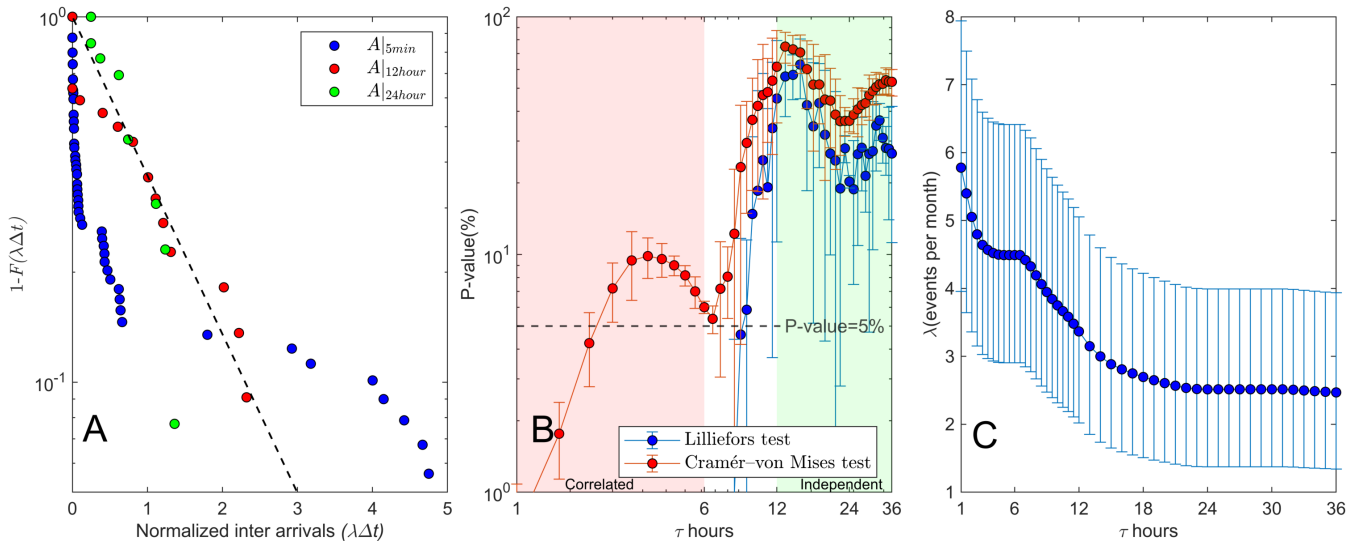 10^0
10^-1
0
1
2
3
4
5
1-F(λΔt)
Normalized inter arrivals (λΔt)
A|5min
A|12hour
A|24hour
A
10^2
10^1
10^0
1
2
6
12
24
36
P-value(%)
τ hours
P-value=5%
B
Lilliefors test
Cramér–von Mises test
Correlated
Independent
8
7
6
5
4
3
2
1
1
6
12
18
24
30
36
λ(events per month)
τ hours
C